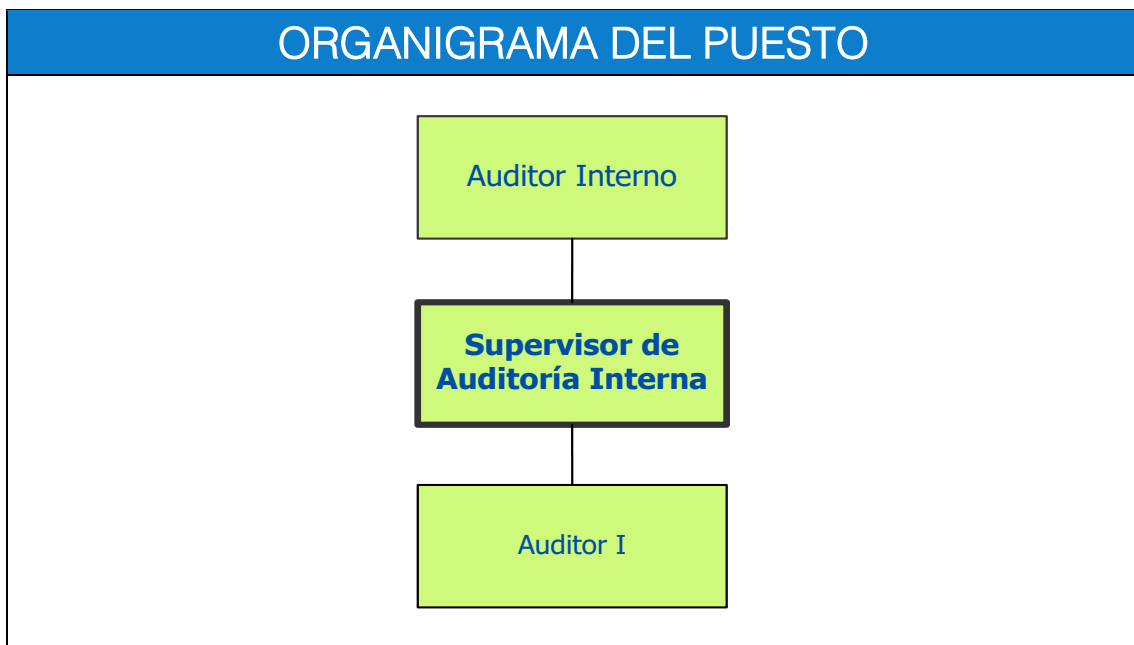 ORGANIGRAMA DEL PUESTO
Auditor Interno
Supervisor de
Auditoría Interna
Auditor I